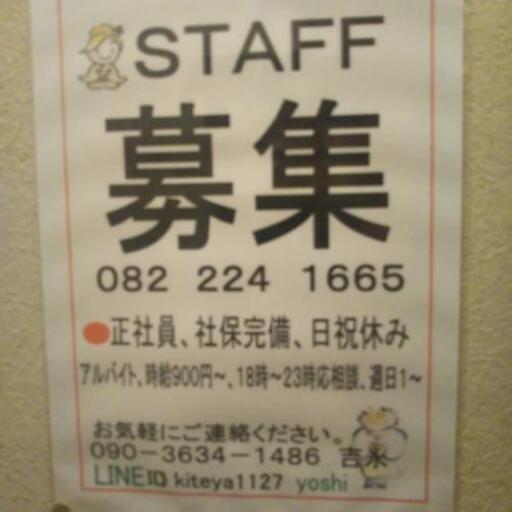 STAFF
募集
082 224 1665
●正社員、社保完備、日祝休み
アルバイト、時給900円～、18時～23時応相談、週日1～
お気軽にご連絡ください。
090-3634-1486 吉永
LINE ID kiteya1127 yoshi